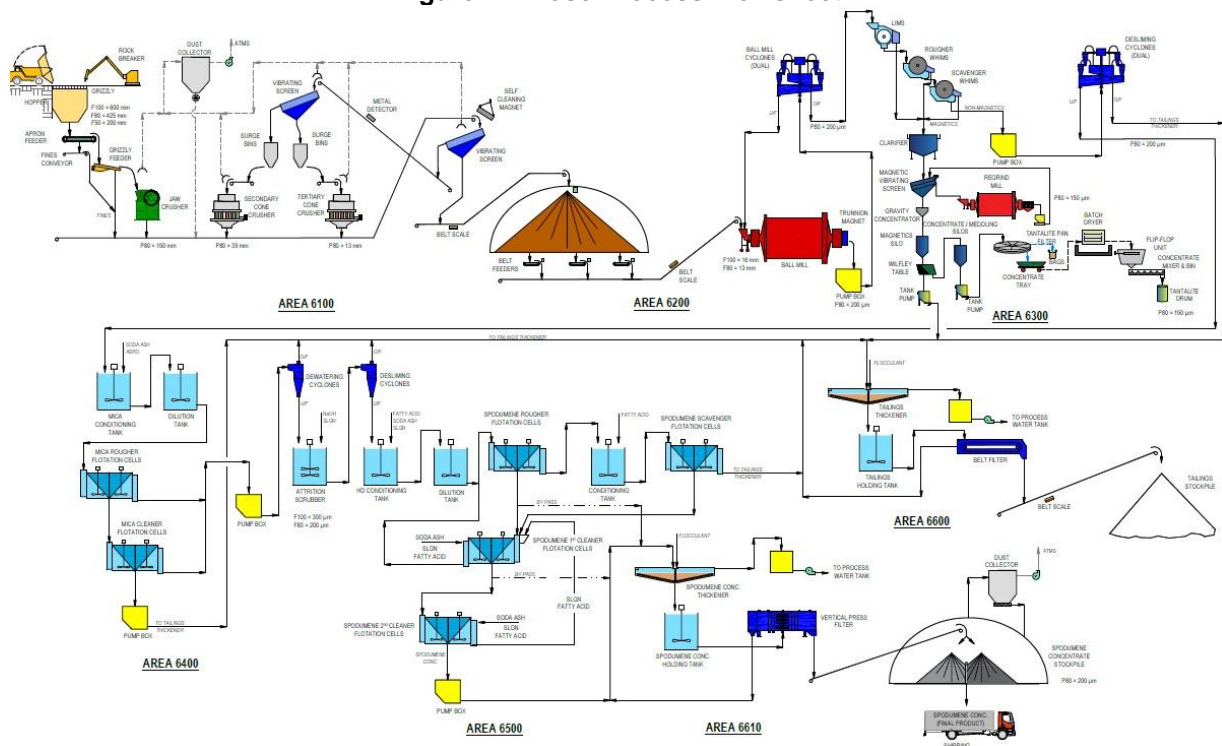 ROCK
BREAKER
DUST
COLLECTOR
ATMS
GRIZZLY
HOPPER
F100 = 600 mm
F80 = 425 mm
F50 = 200 mm
APRON
FEEDER
FINES
CONVEYOR
GRIZZLY
FEEDER
FINES
JAW
CRUSHER
VIBRATING
SCREEN
SURGE
BINS
SURGE
BINS
SECONDARY
CONE
CRUSHER
TERTIARY
CONE
CRUSHER
METAL
DETECTOR
SELF
CLEANING
MAGNET
VIBRATING
SCREEN
P80 = 150 mm
P80 = 39 mm
P80 = 13 mm
BELT SCALE
AREA 6100
BELT
FEEDERS
BELT
SCALE
AREA 6200
BALL MILL
CYCLONES
(DUAL)
U/F
O/F
P80 = 200 µm
F100 = 16 mm
F80 = 13 mm
BALL MILL
TRUNNION
MAGNET
PUMP BOX
P80 = 200 µm
LIMS
ROUGHER
WHIMS
SCAVENGER
WHIMS
NON-MAGNETICS
MAGNETICS
PUMP BOX
DESLIMING
CYCLONES
(DUAL)
U/F
O/F
TO TAILINGS
THICKENER
P80 = 200 µm
CLARIFIER
MAGNETIC
VIBRATING
SCREEN
REGRIND
MILL
P80 = 150 µm
GRAVITY
CONCENTRATOR
CONCENTRATE / MEDDLING
SILOS
MAGNETICS
SILO
WILFLEY
TABLE
TANK
PUMP
TANK
PUMP
TANTALITE PAN
FILTER
BAGS
CONCENTRATE
TRAY
BATCH
DRYER
FLIP-FLOP
UNIT
CONCENTRATE
MIXER & BIN
TANTALITE
DRUM
P80 = 150 µm
AREA 6300
TO TAILINGS THICKENER
SODA ASH
AERO
MICA
CONDITIONING
TANK
DILUTION
TANK
MICA ROUGHER
FLOTATION CELLS
MICA CLEANER
FLOTATION CELLS
PUMP BOX
TO TAILINGS
THICKENER
AREA 6400
PUMP BOX
O/F
DEWATERING
CYCLONES
U/F
NaOH
SLGN
ATTRITION
SCRUBBER
F100 = 300 µm
F80 = 200 µm
O/F
DESLIMING
CYCLONES
U/F
FATTY ACID
SODA ASH
SLGN
HD CONDITIONING
TANK
DILUTION
TANK
SPODUMENE ROUGHER
FLOTATION CELLS
FATTY ACID
CONDITIONING
TANK
SPODUMENE SCAVENGER
FLOTATION CELLS
TO TAILINGS
THICKENER
BY PASS
SODA ASH
SLGN
FATTY ACID
SPODUMENE 1st CLEANER
FLOTATION CELLS
BY PASS
SLGN
FATTY ACID
SPODUMENE 2nd CLEANER
FLOTATION CELLS
SODA ASH
SLGN
FATTY ACID
SPODUMENE
CONC
PUMP BOX
AREA 6500
FLOCCULANT
SPODUMENE CONC.
THICKENER
TO PROCESS
WATER TANK
SPODUMENE CONC.
HOLDING TANK
VERTICAL PRESS
FILTER
AREA 6610
FLOCCULANT
TAILINGS
THICKENER
TO PROCESS
WATER TANK
TAILINGS
HOLDING TANK
BELT FILTER
AREA 6600
BELT SCALE
TAILINGS
STOCKPILE
DUST
COLLECTOR
ATMS
SPODUMENE
CONCENTRATE
STOCKPILE
P80 = 200 µm
SPODUMENE CONC.
(FINAL PRODUCT)
SHIPPING